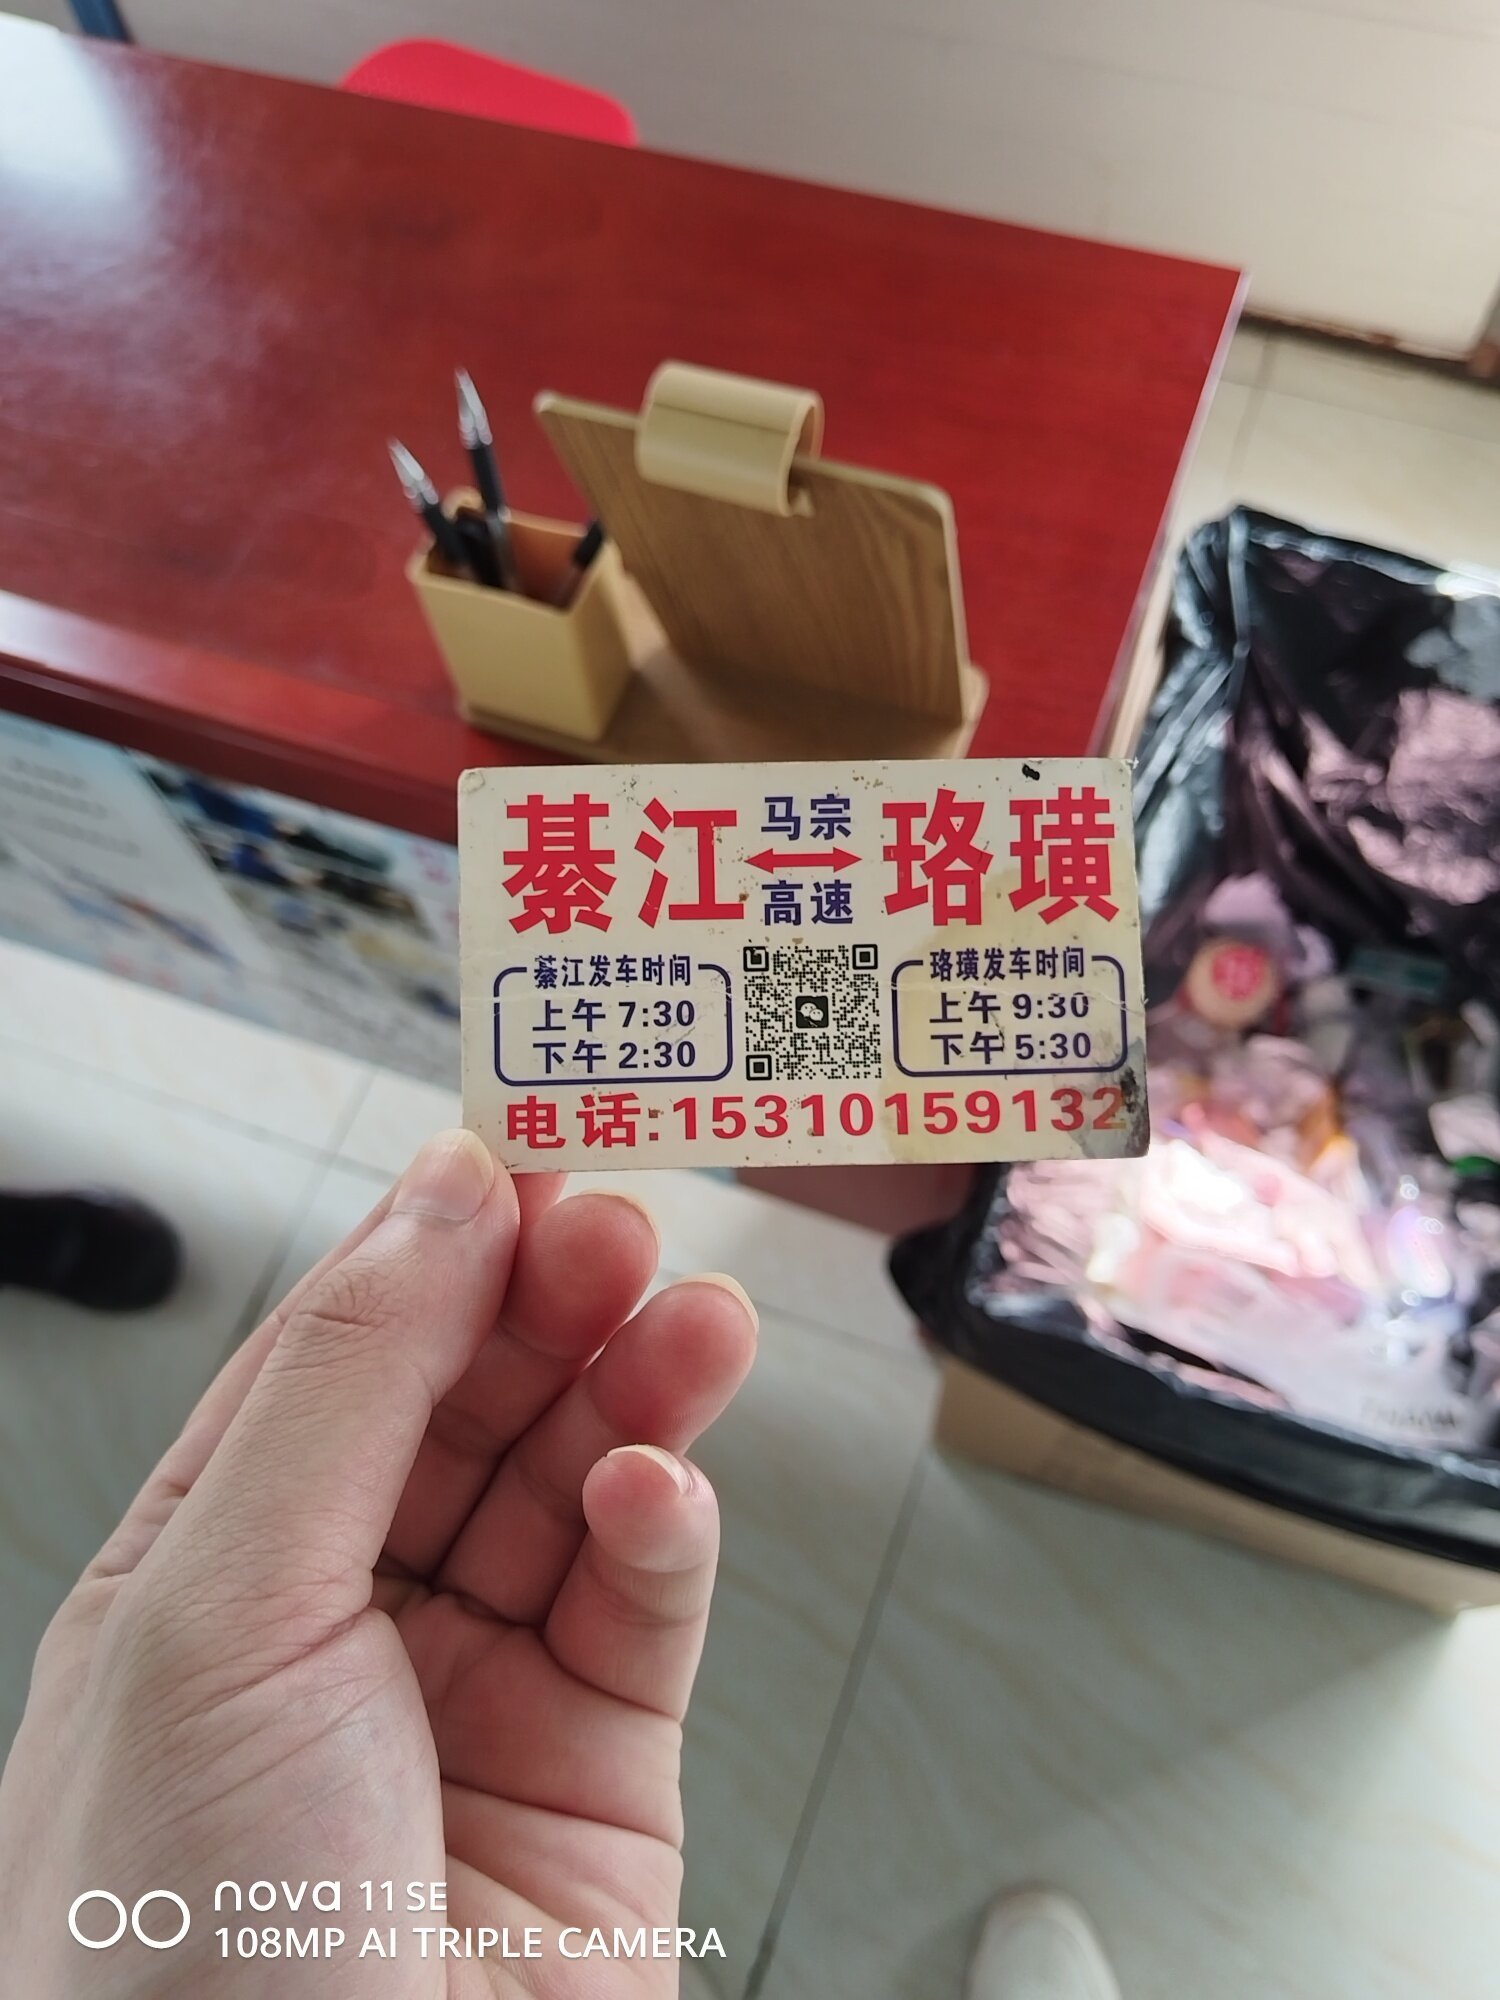 綦江 马宗 珞璜
高速
綦江发车时间
上午 7:30
下午 2:30
珞璜发车时间
上午 9:30
下午 5:30
电话:15310159132
nova 11 SE
108MP AI TRIPLE CAMERA